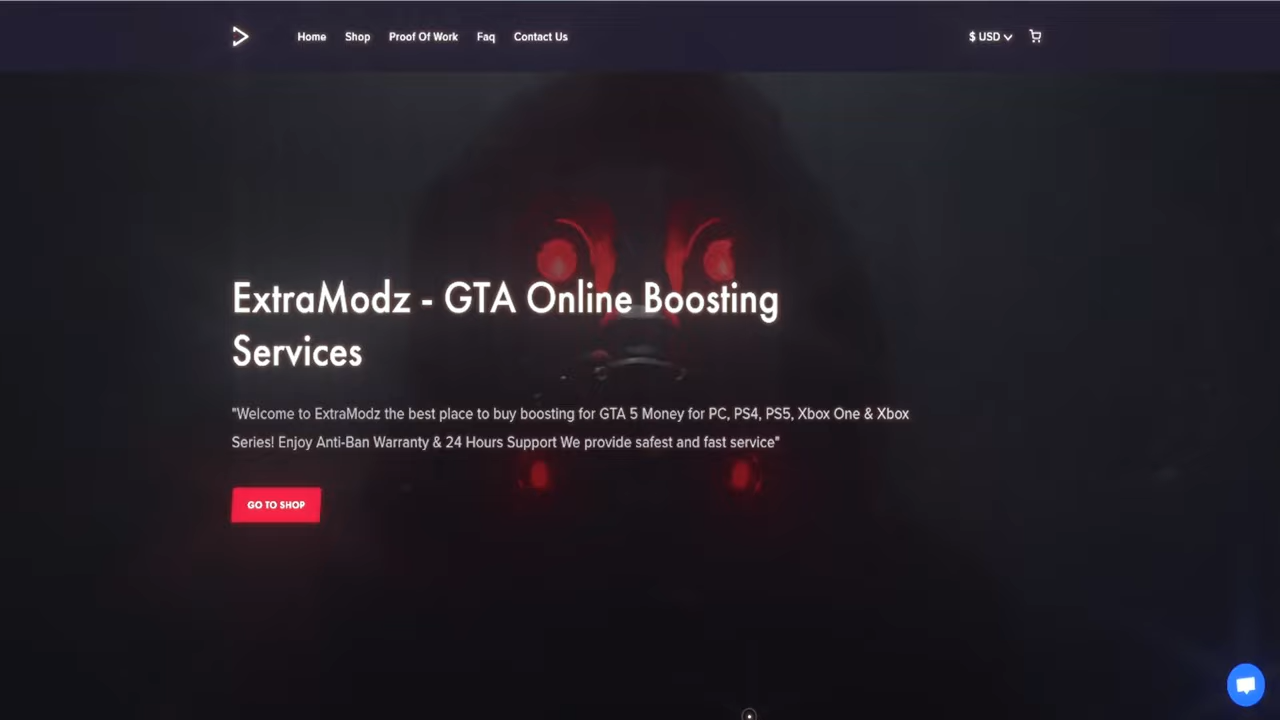 Home Shop Proof Of Work Faq Contact Us $ USD
ExtraModz - GTA Online Boosting
Services
"Welcome to ExtraModz the best place to buy boosting for GTA 5 Money for PC, PS4, PS5, Xbox One & Xbox
Series! Enjoy Anti-Ban Warranty & 24 Hours Support We provide safest and fast service"
GO TO SHOP